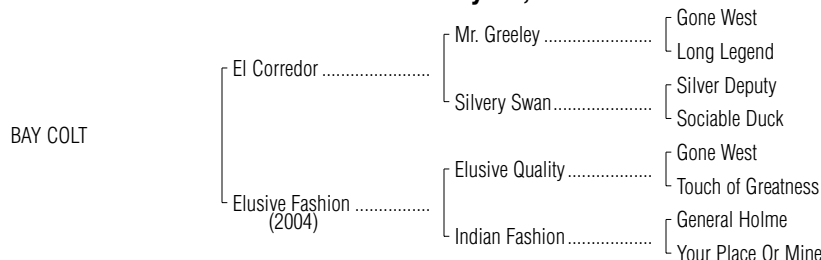 Gone West
Mr. Greeley ....................
Long Legend
El Corredor ....................
Silver Deputy
Silvery Swan ..................
Sociable Duck
BAY COLT
Gone West
Elusive Quality ...............
Touch of Greatness
Elusive Fashion ..............
(2004)
General Holme
Indian Fashion ...............
Your Place Or Mine